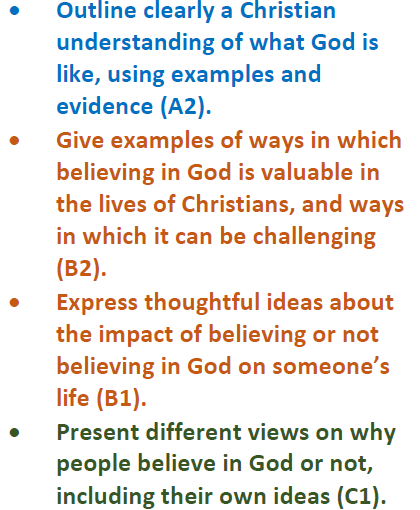 • Outline clearly a Christian
understanding of what God is
like, using examples and
evidence (A2).
• Give examples of ways in which
believing in God is valuable in
the lives of Christians, and ways
in which it can be challenging
(B2).
• Express thoughtful ideas about
the impact of believing or not
believing in God on someone’s
life (B1).
• Present different views on why
people believe in God or not,
including their own ideas (C1).